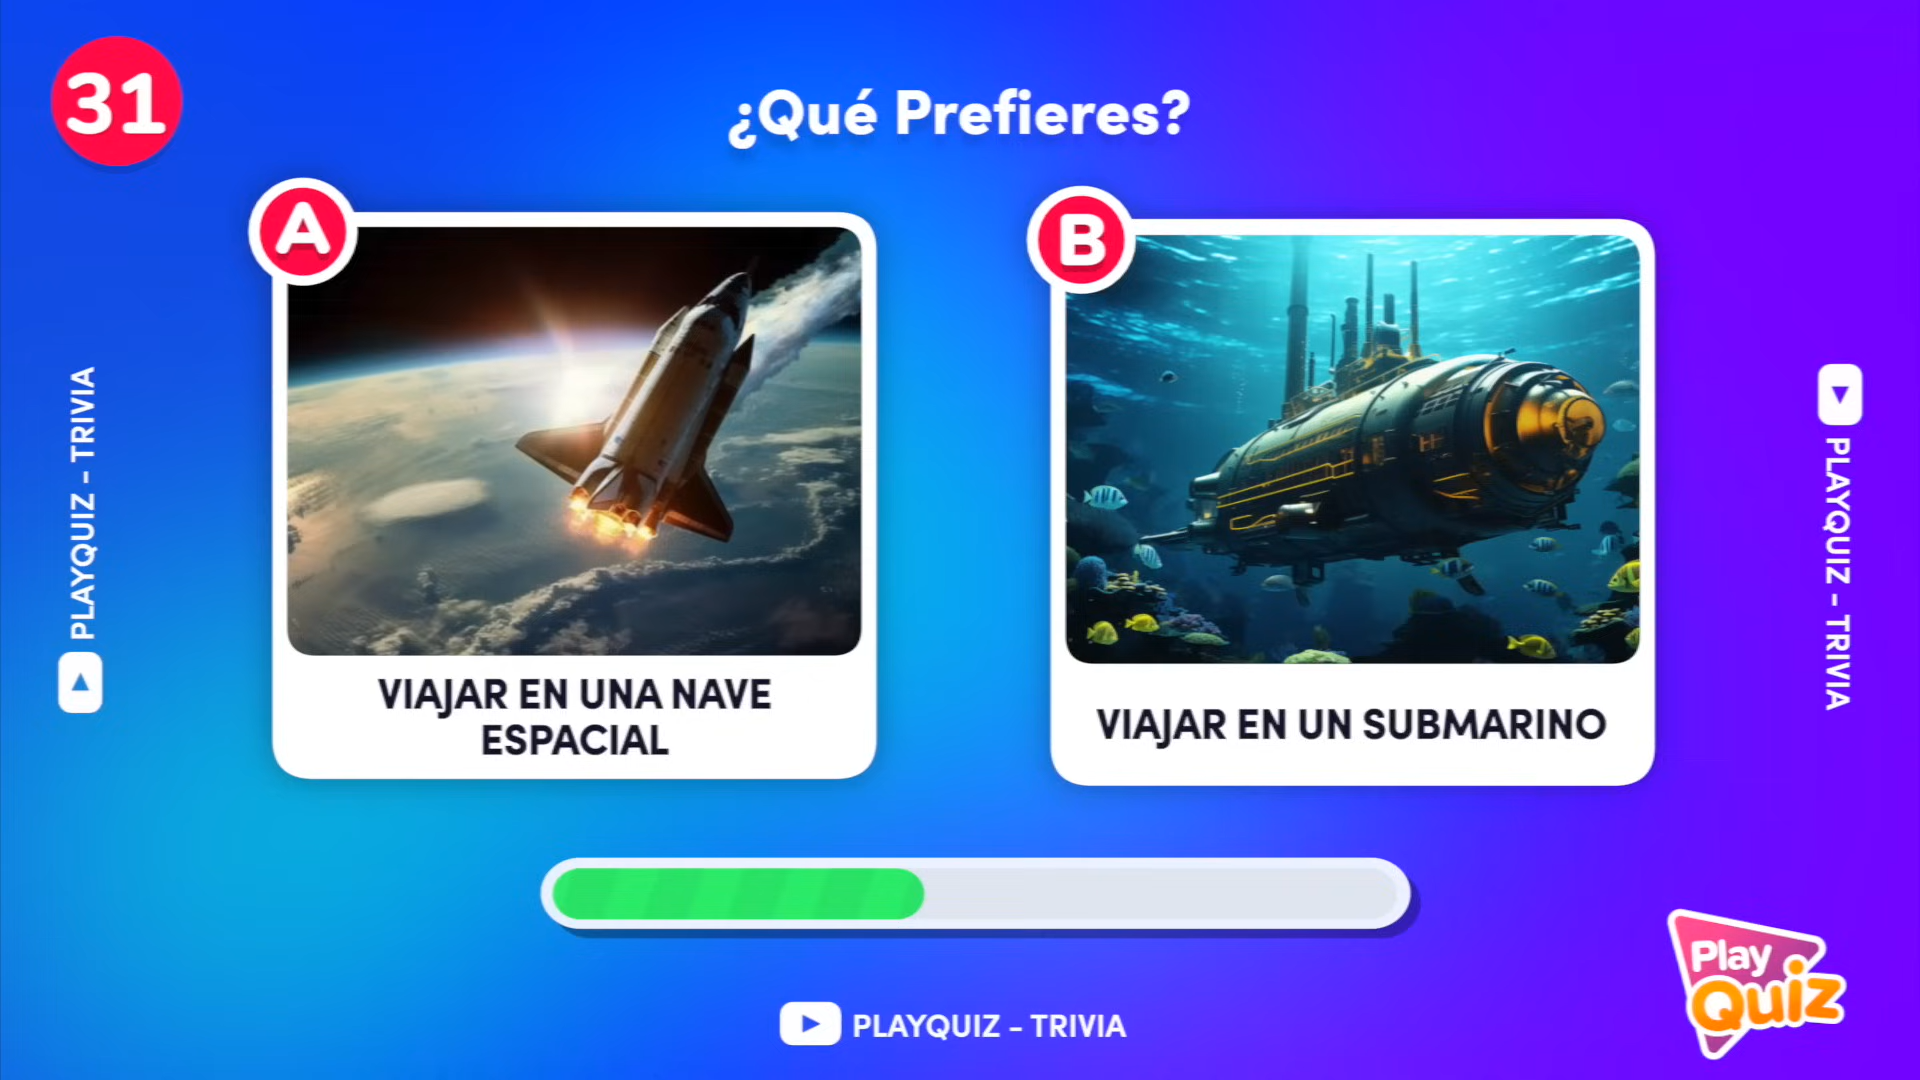 31
¿Qué Prefieres?
A
B
VIAJAR EN UNA NAVE
ESPACIAL
VIAJAR EN UN SUBMARINO
PLAYQUIZ - TRIVIA
PLAYQUIZ - TRIVIA
PLAYQUIZ - TRIVIA
Play
Quiz